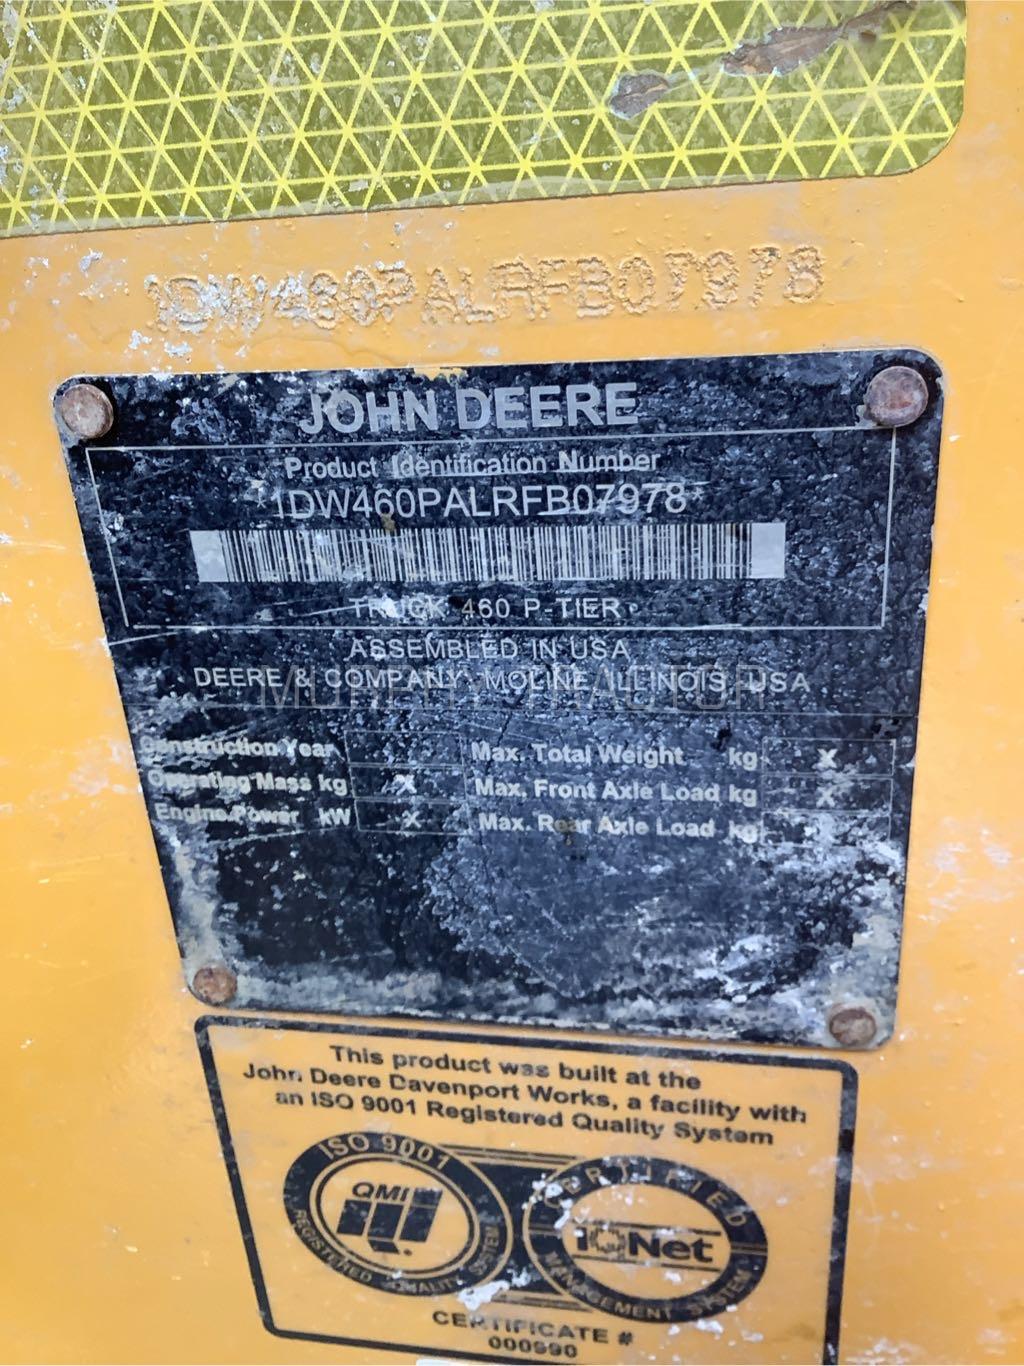 1DW460PALRFB07978
JOHN DEERE
Product Identification Number
*1DW460PALRFB07978*
TRUCK 460 P-TIER
ASSEMBLED IN USA
DEERE & COMPANY MOLINE ILLINOIS USA
MURPHY TRACTOR
Construction Year Max. Total Weight kg X
Operating Mass kg X Max. Front Axle Load kg X
Engine Power kW X Max. Rear Axle Load kg
This product was built at the
John Deere Davenport Works, a facility with
an ISO 9001 Registered Quality System
ISO 9001
QMI
REGISTERED QUALITY SYSTEM
CERTIFIED
IQNet
MANAGEMENT SYSTEM
CERTIFICATE #
000990